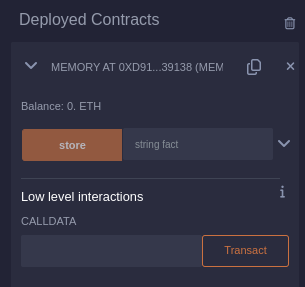 Deployed Contracts
MEMORY AT 0XD91...39138 (MEM
Balance: 0. ETH
store string fact
Low level interactions
CALLDATA
Transact